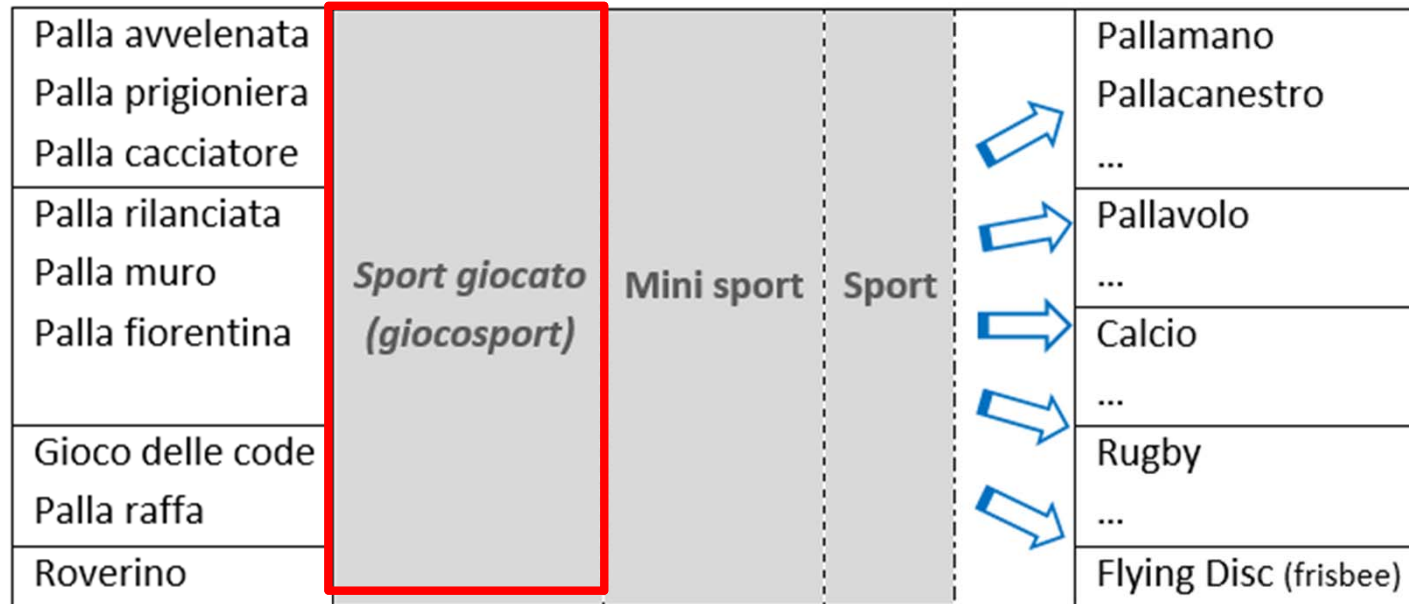 Palla avvelenata
Palla prigioniera
Palla cacciatore
Palla rilanciata
Palla muro
Palla fiorentina
Gioco delle code
Palla raffa
Roverino
Sport giocato
(giocosport)
Mini sport
Sport
Pallamano
Pallacanestro
...
Pallavolo
...
Calcio
...
Rugby
...
Flying Disc (frisbee)